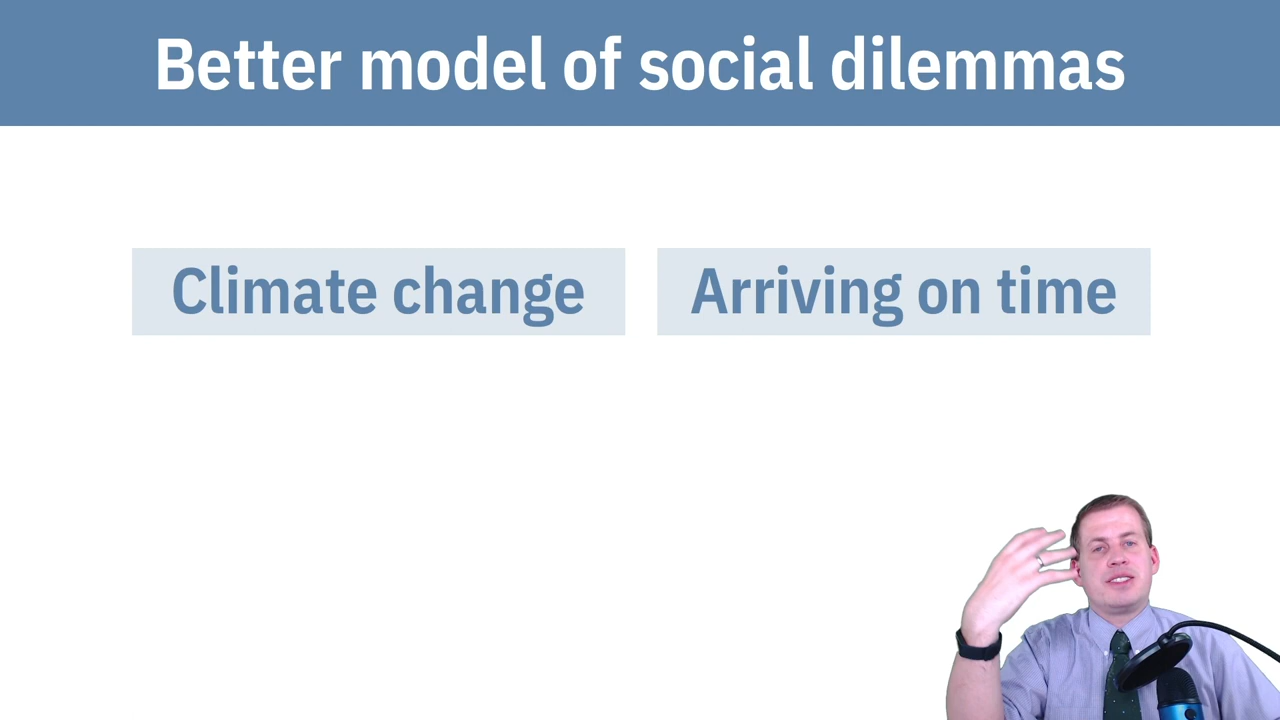 Better model of social dilemmas
Climate change
Arriving on time